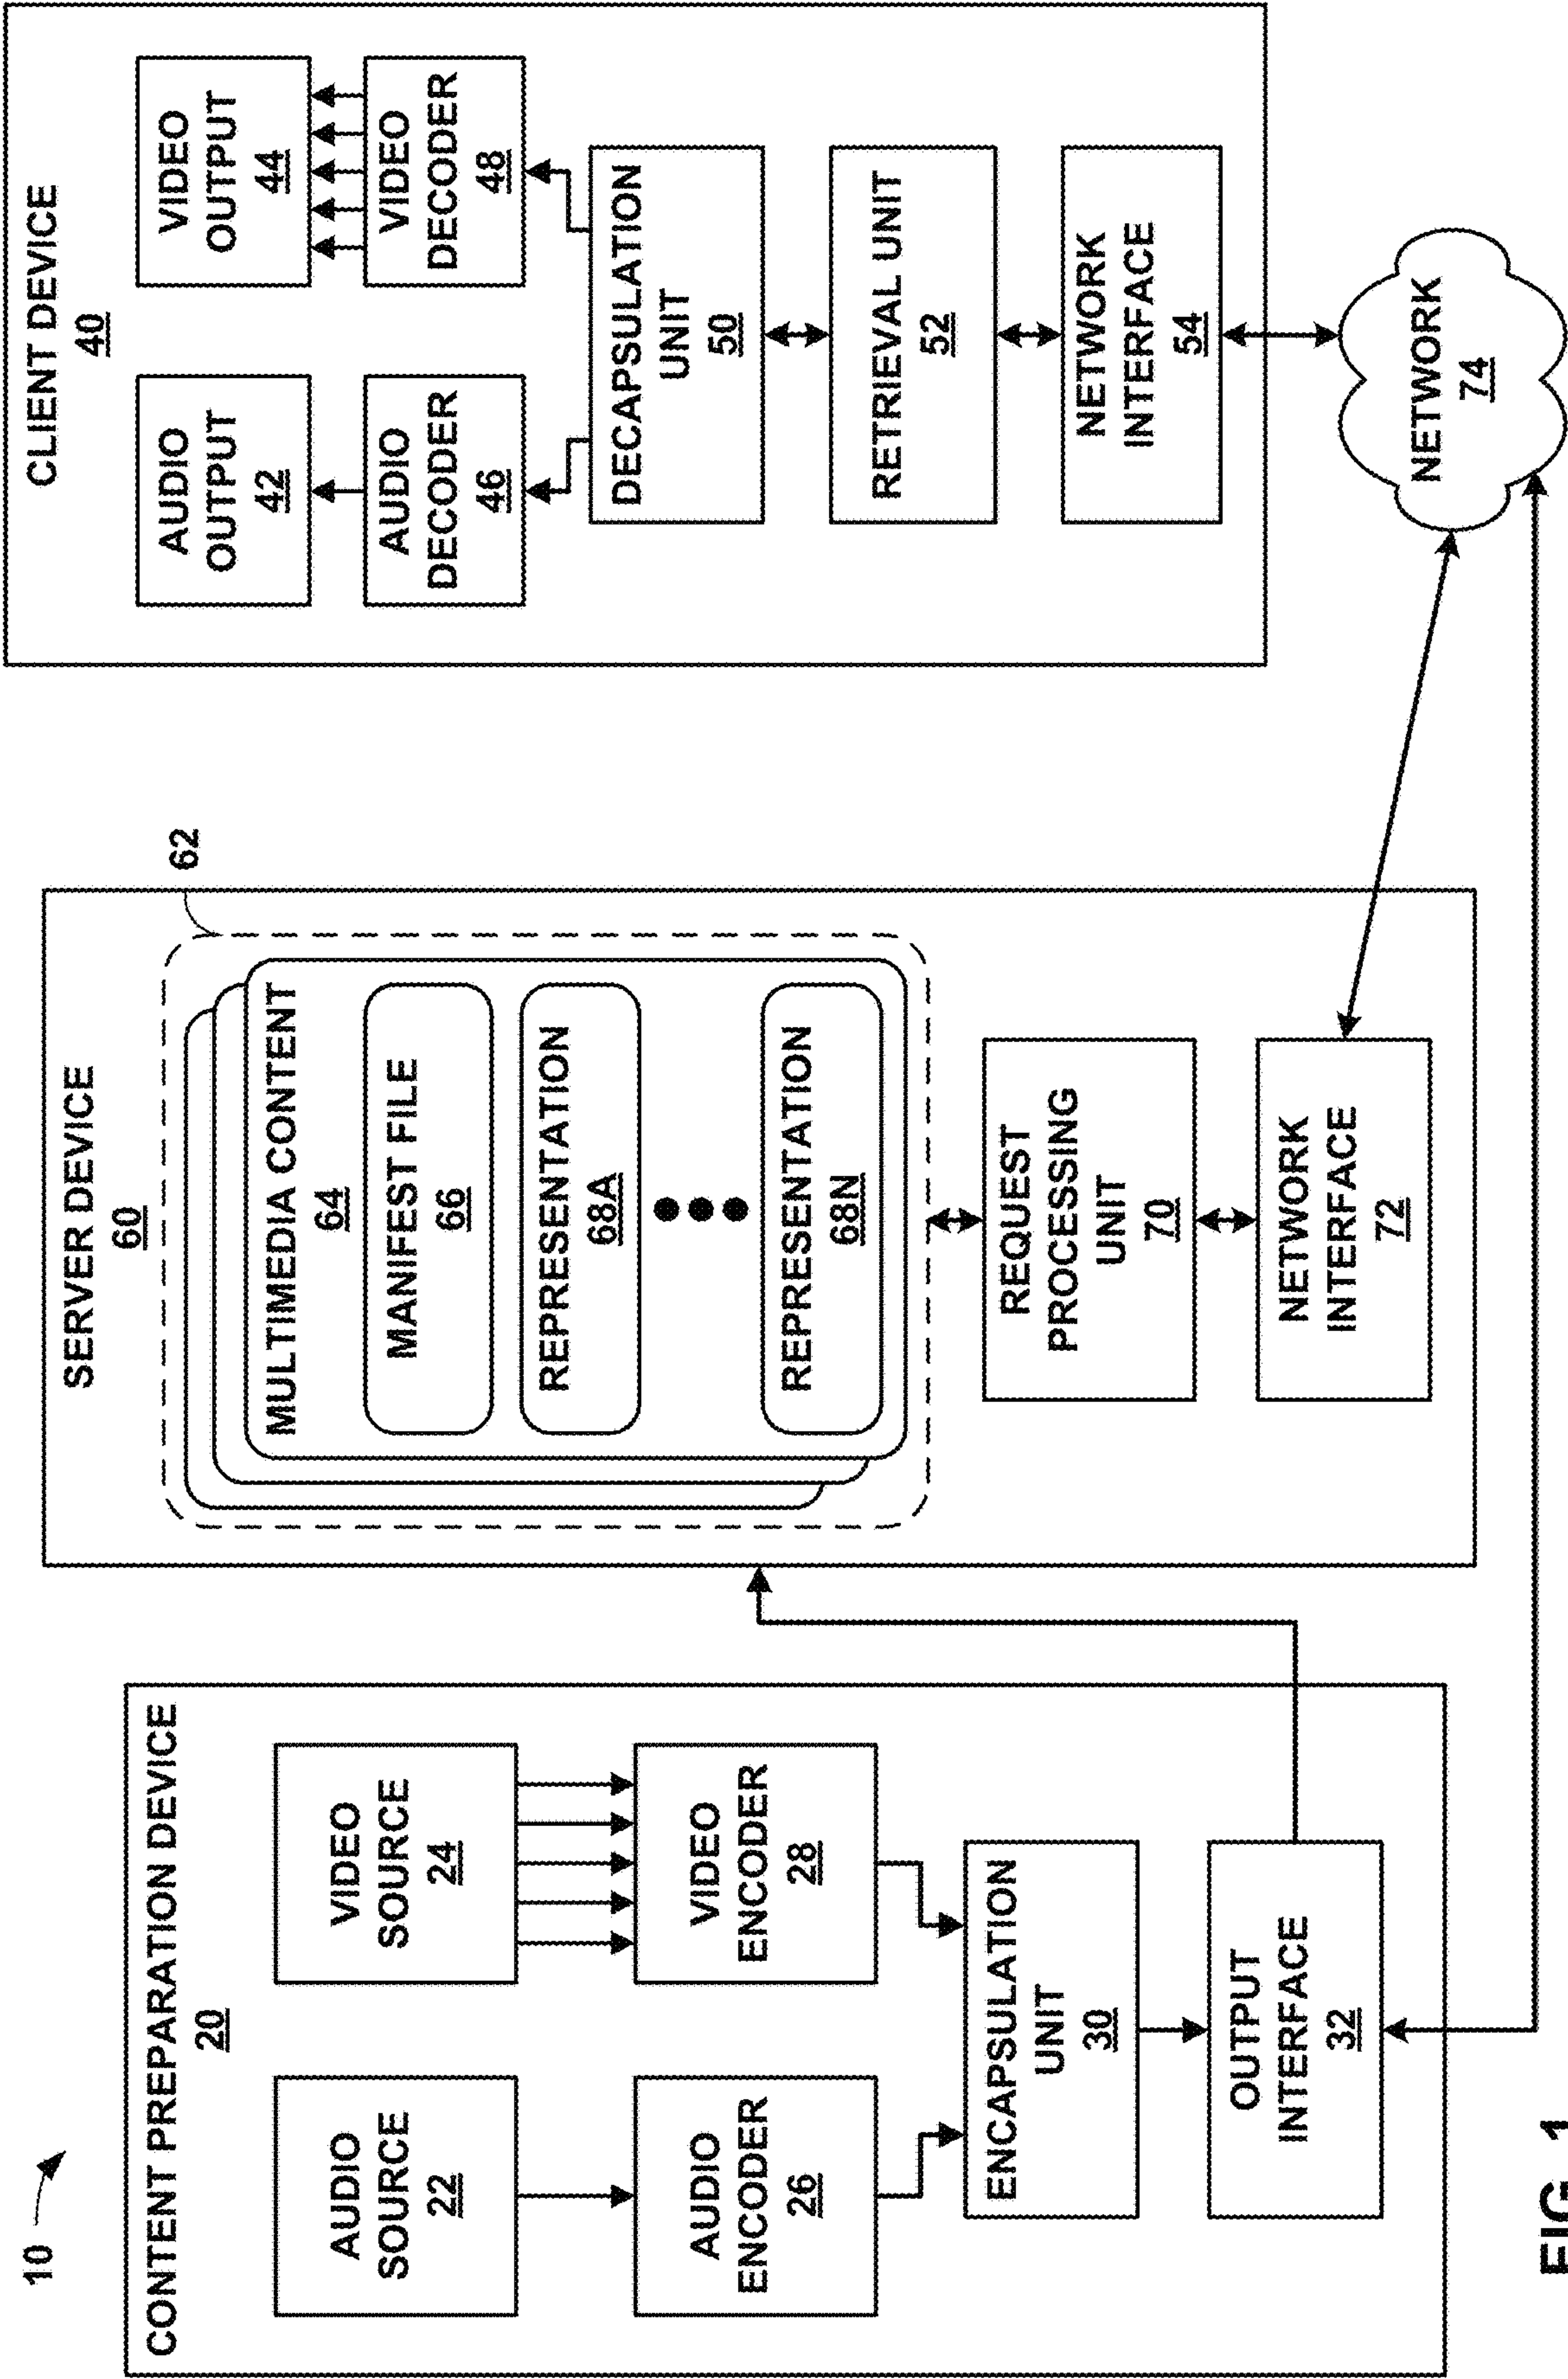 10
CONTENT PREPARATION DEVICE
20
AUDIO
SOURCE
22
VIDEO
SOURCE
24
AUDIO
ENCODER
26
VIDEO
ENCODER
28
ENCAPSULATION
UNIT
30
OUTPUT
INTERFACE
32
SERVER DEVICE
60
62
MULTIMEDIA CONTENT
64
MANIFEST FILE
66
REPRESENTATION
68A
REPRESENTATION
68N
REQUEST
PROCESSING
UNIT
70
NETWORK
INTERFACE
72
CLIENT DEVICE
40
AUDIO
OUTPUT
42
VIDEO
OUTPUT
44
AUDIO
DECODER
46
VIDEO
DECODER
48
DECAPSULATION
UNIT
50
RETRIEVAL UNIT
52
NETWORK
INTERFACE
54
NETWORK
74
FIG. 1